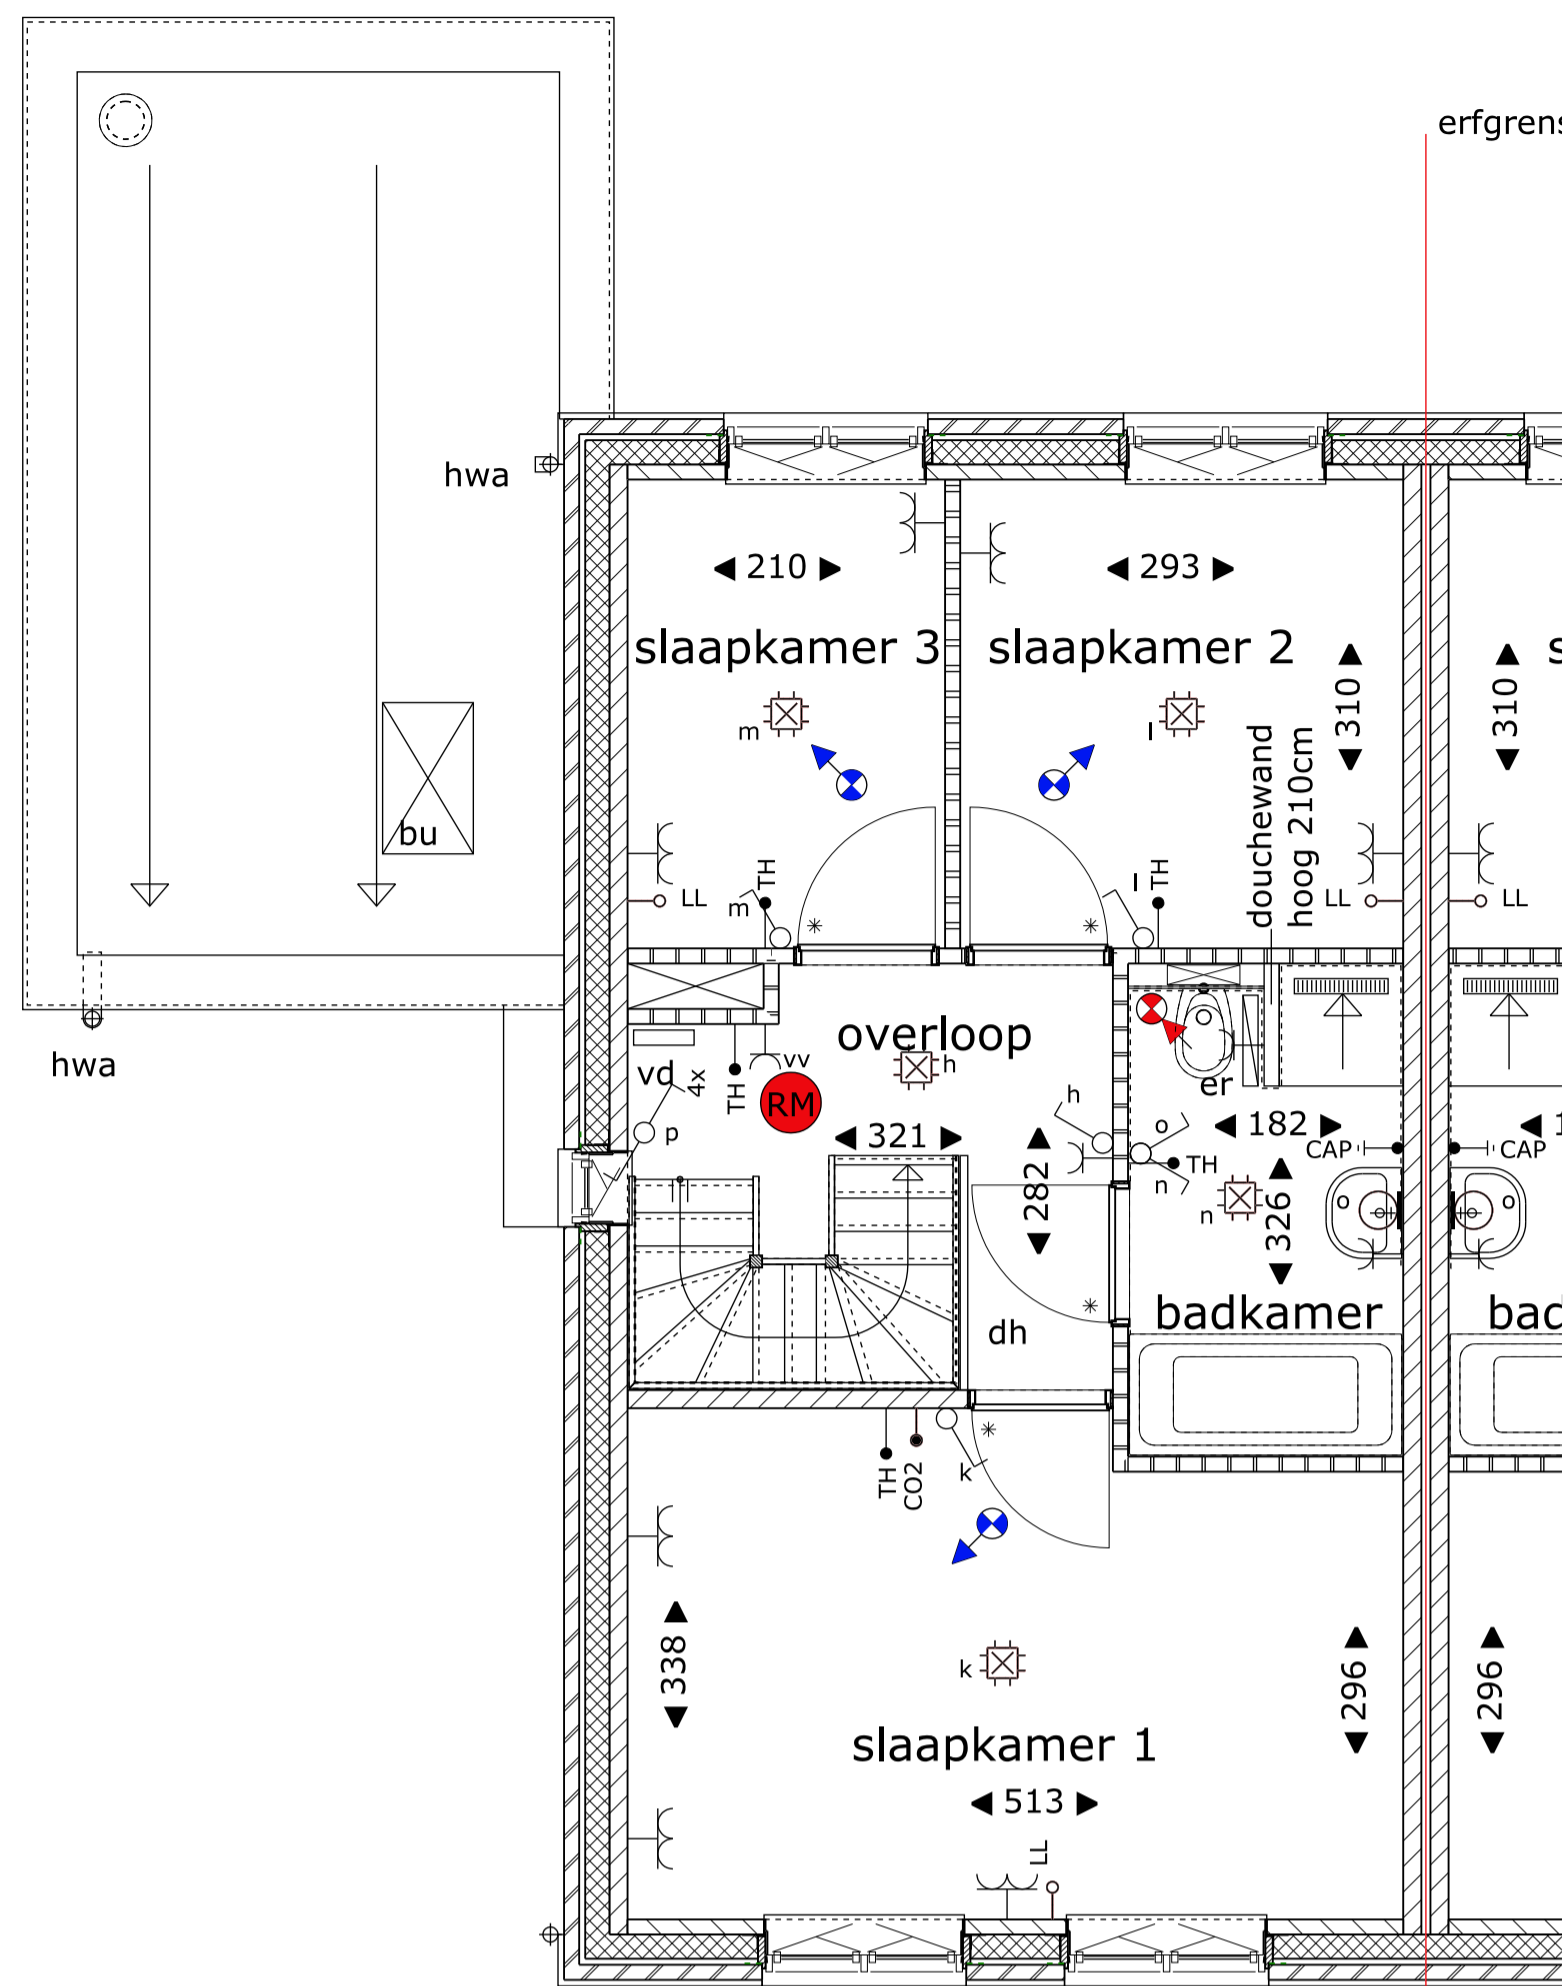 erfgrens
hwa
210
293
slaapkamer 3
slaapkamer 2
310
310
m
l
douchewand
hoog 210cm
bu
TH
m
LL
l
TH
LL
LL
overloop
hwa
vd
4x
TH
vv
RM
h
p
321
h
282
o
TH
n
er
182
CAP
CAP
n
326
dh
badkamer
bad
TH
CO2
k
338
k
296
296
slaapkamer 1
513
LL